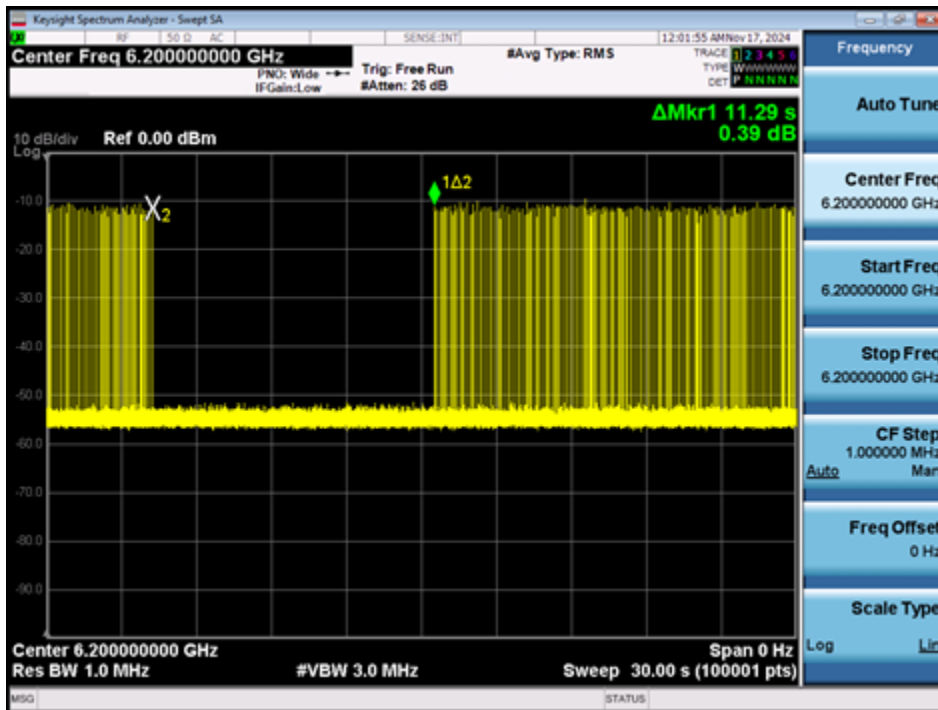 Keysight Spectrum Analyzer - Swept SA
RF 50 Ω AC SENSE:INT 12:01:55 AM Nov 17, 2024
Center Freq 6.200000000 GHz
PNO: Wide
IFGain:Low
Trig: Free Run
#Atten: 26 dB
#Avg Type: RMS
TRACE 1 2 3 4 5 6
TYPE WWWWWW
DET P NNNNN
ΔMkr1 11.29 s
0.39 dB
10 dB/div
Log
Ref 0.00 dBm
-10.0
-20.0
-30.0
-40.0
-50.0
-60.0
-70.0
-80.0
-90.0
2
1Δ2
Center 6.200000000 GHz
Span 0 Hz
Res BW 1.0 MHz
#VBW 3.0 MHz
Sweep 30.00 s (100001 pts)
MSG
STATUS
Frequency
Auto Tune
Center Freq
6.200000000 GHz
Start Freq
6.200000000 GHz
Stop Freq
6.200000000 GHz
CF Step
1.000000 MHz
Auto Man
Freq Offset
0 Hz
Scale Type
Log Lin